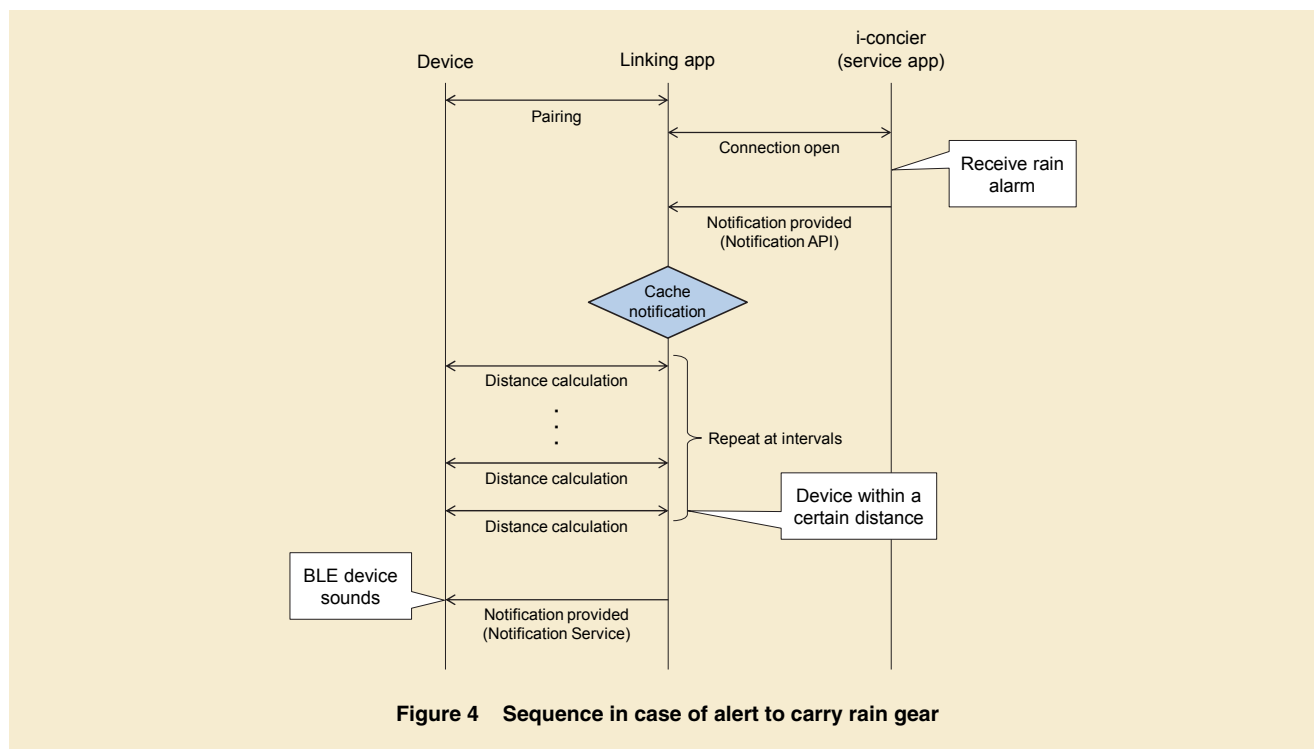 Device
Linking app
i-concier
(service app)
Pairing
Connection open
Receive rain
alarm
Notification provided
(Notification API)
Cache
notification
Distance calculation
Repeat at intervals
Distance calculation
Device within a
certain distance
Distance calculation
BLE device
sounds
Notification provided
(Notification Service)
Figure 4 Sequence in case of alert to carry rain gear